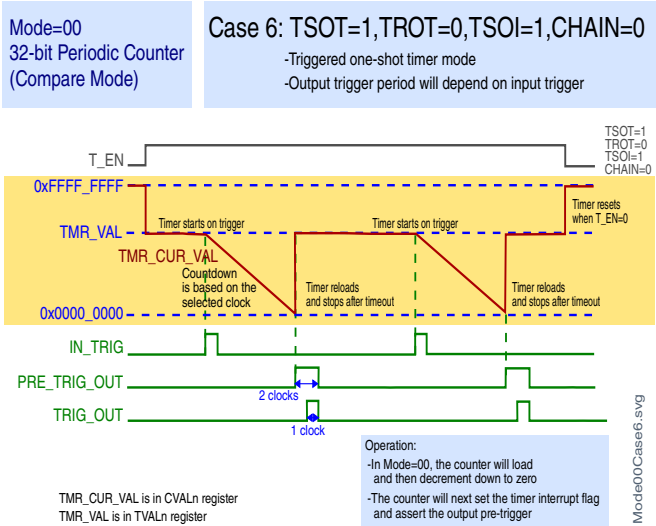 Mode=00
32-bit Periodic Counter
(Compare Mode)
Case 6: TSOT=1,TROT=0,TSOI=1,CHAIN=0
-Triggered one-shot timer mode
-Output trigger period will depend on input trigger
TSOT=1
TROT=0
TSOI=1
CHAIN=0
T_EN
0xFFFF_FFFF
Timer resets
when T_EN=0
Timer starts on trigger
Timer starts on trigger
TMR_VAL
TMR_CUR_VAL
Countdown
is based on the
selected clock
Timer reloads
and stops after timeout
Timer reloads
and stops after timeout
0x0000_0000
IN_TRIG
PRE_TRIG_OUT
2 clocks
TRIG_OUT
1 clock
Operation:
-In Mode=00, the counter will load
and then decrement down to zero
-The counter will next set the timer interrupt flag
and assert the output pre-trigger
TMR_CUR_VAL is in CVALn register
TMR_VAL is in TVALn register
Mode00Case6.svg